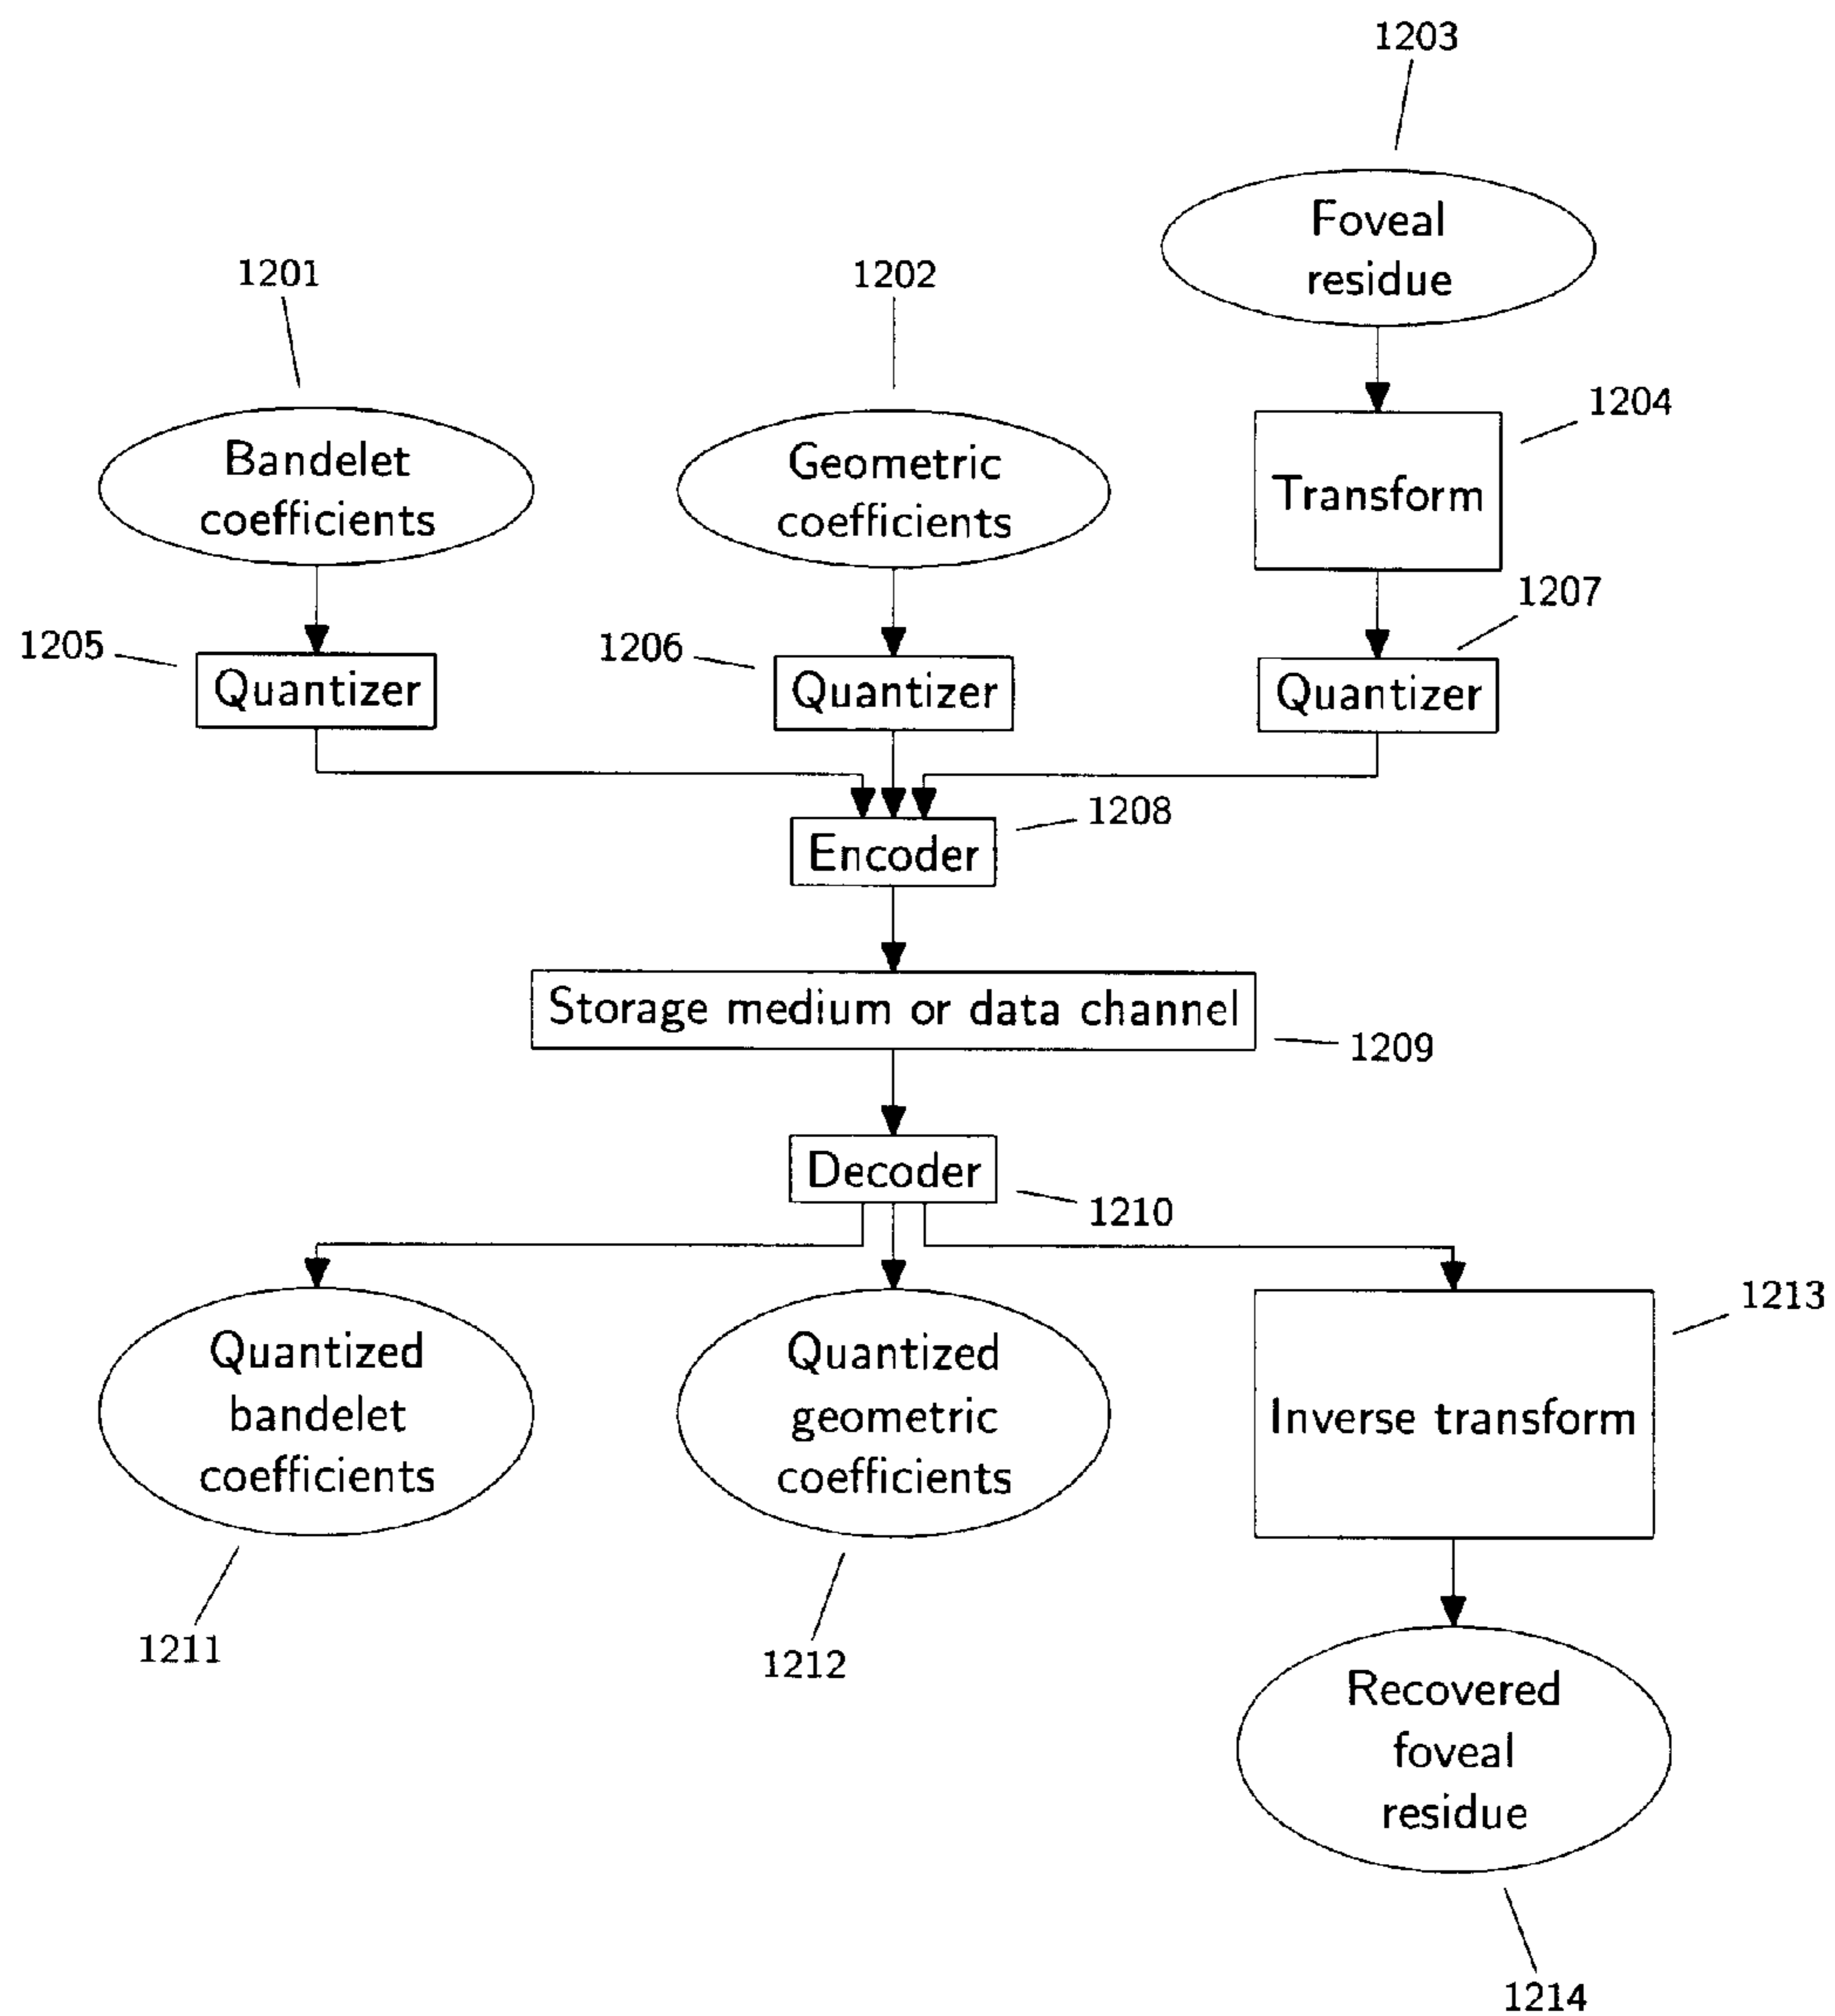 1203
Foveal
residue
1201
1202
1204
Bandelet
coefficients
Geometric
coefficients
Transform
1207
1205
Quantizer
1206
Quantizer
Quantizer
1208
Encoder
Storage medium or data channel
1209
Decoder
1210
1213
Quantized
bandelet
coefficients
Quantized
geometric
coefficients
Inverse transform
1211
1212
Recovered
foveal
residue
1214